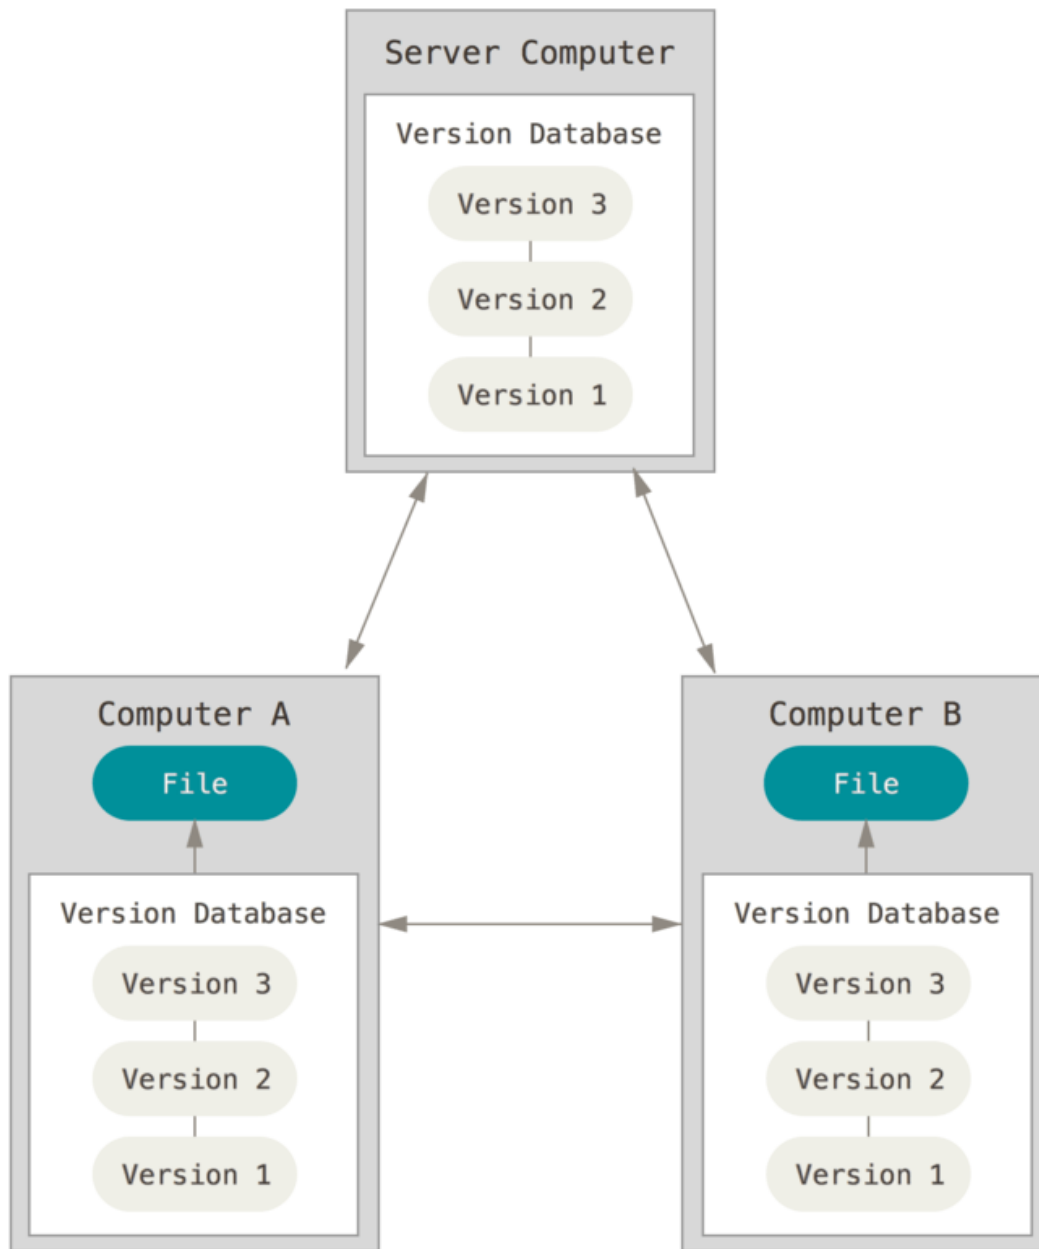 Server Computer
Version Database
Version 3
Version 2
Version 1
Computer A
File
Version Database
Version 3
Version 2
Version 1
Computer B
File
Version Database
Version 3
Version 2
Version 1